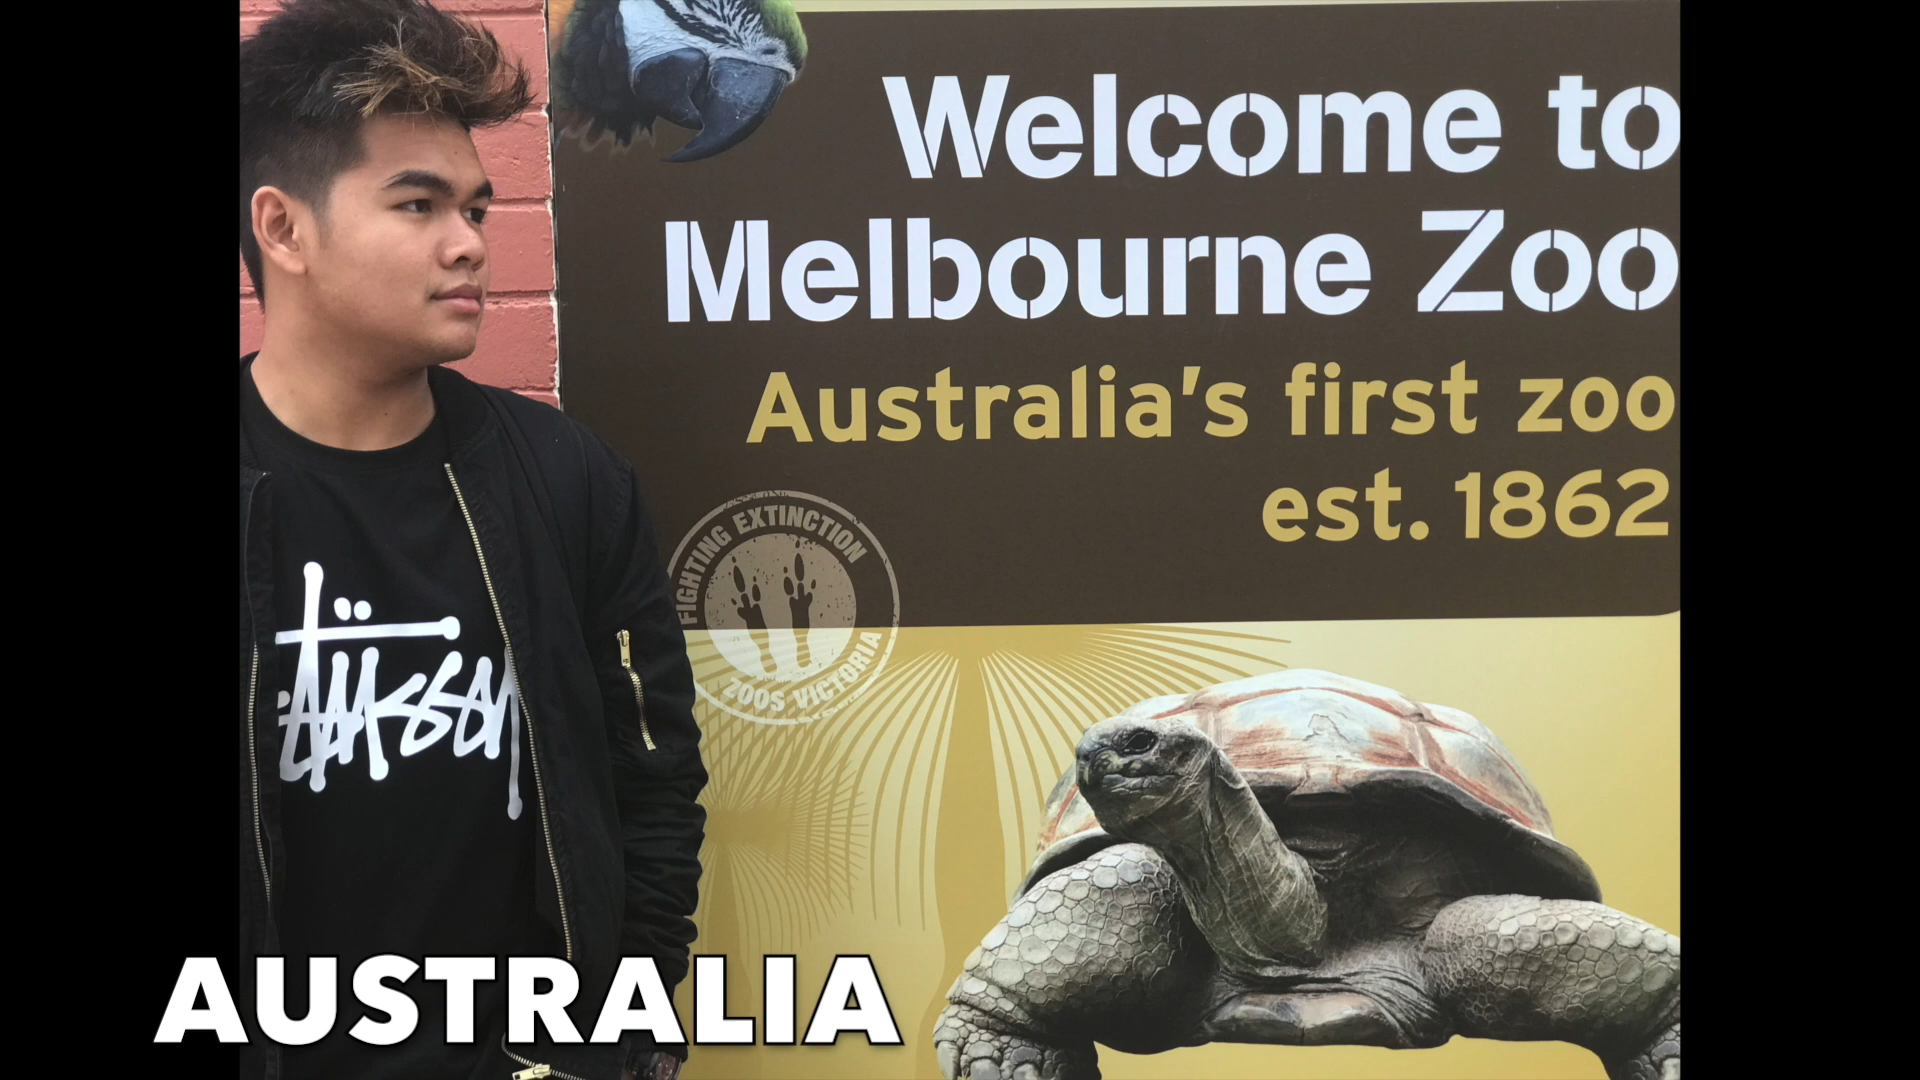 Welcome to
Melbourne Zoo
Australia's first zoo
est. 1862
FIGHTING EXTINCTION
ZOOS VICTORIA
Stüssy
AUSTRALIA